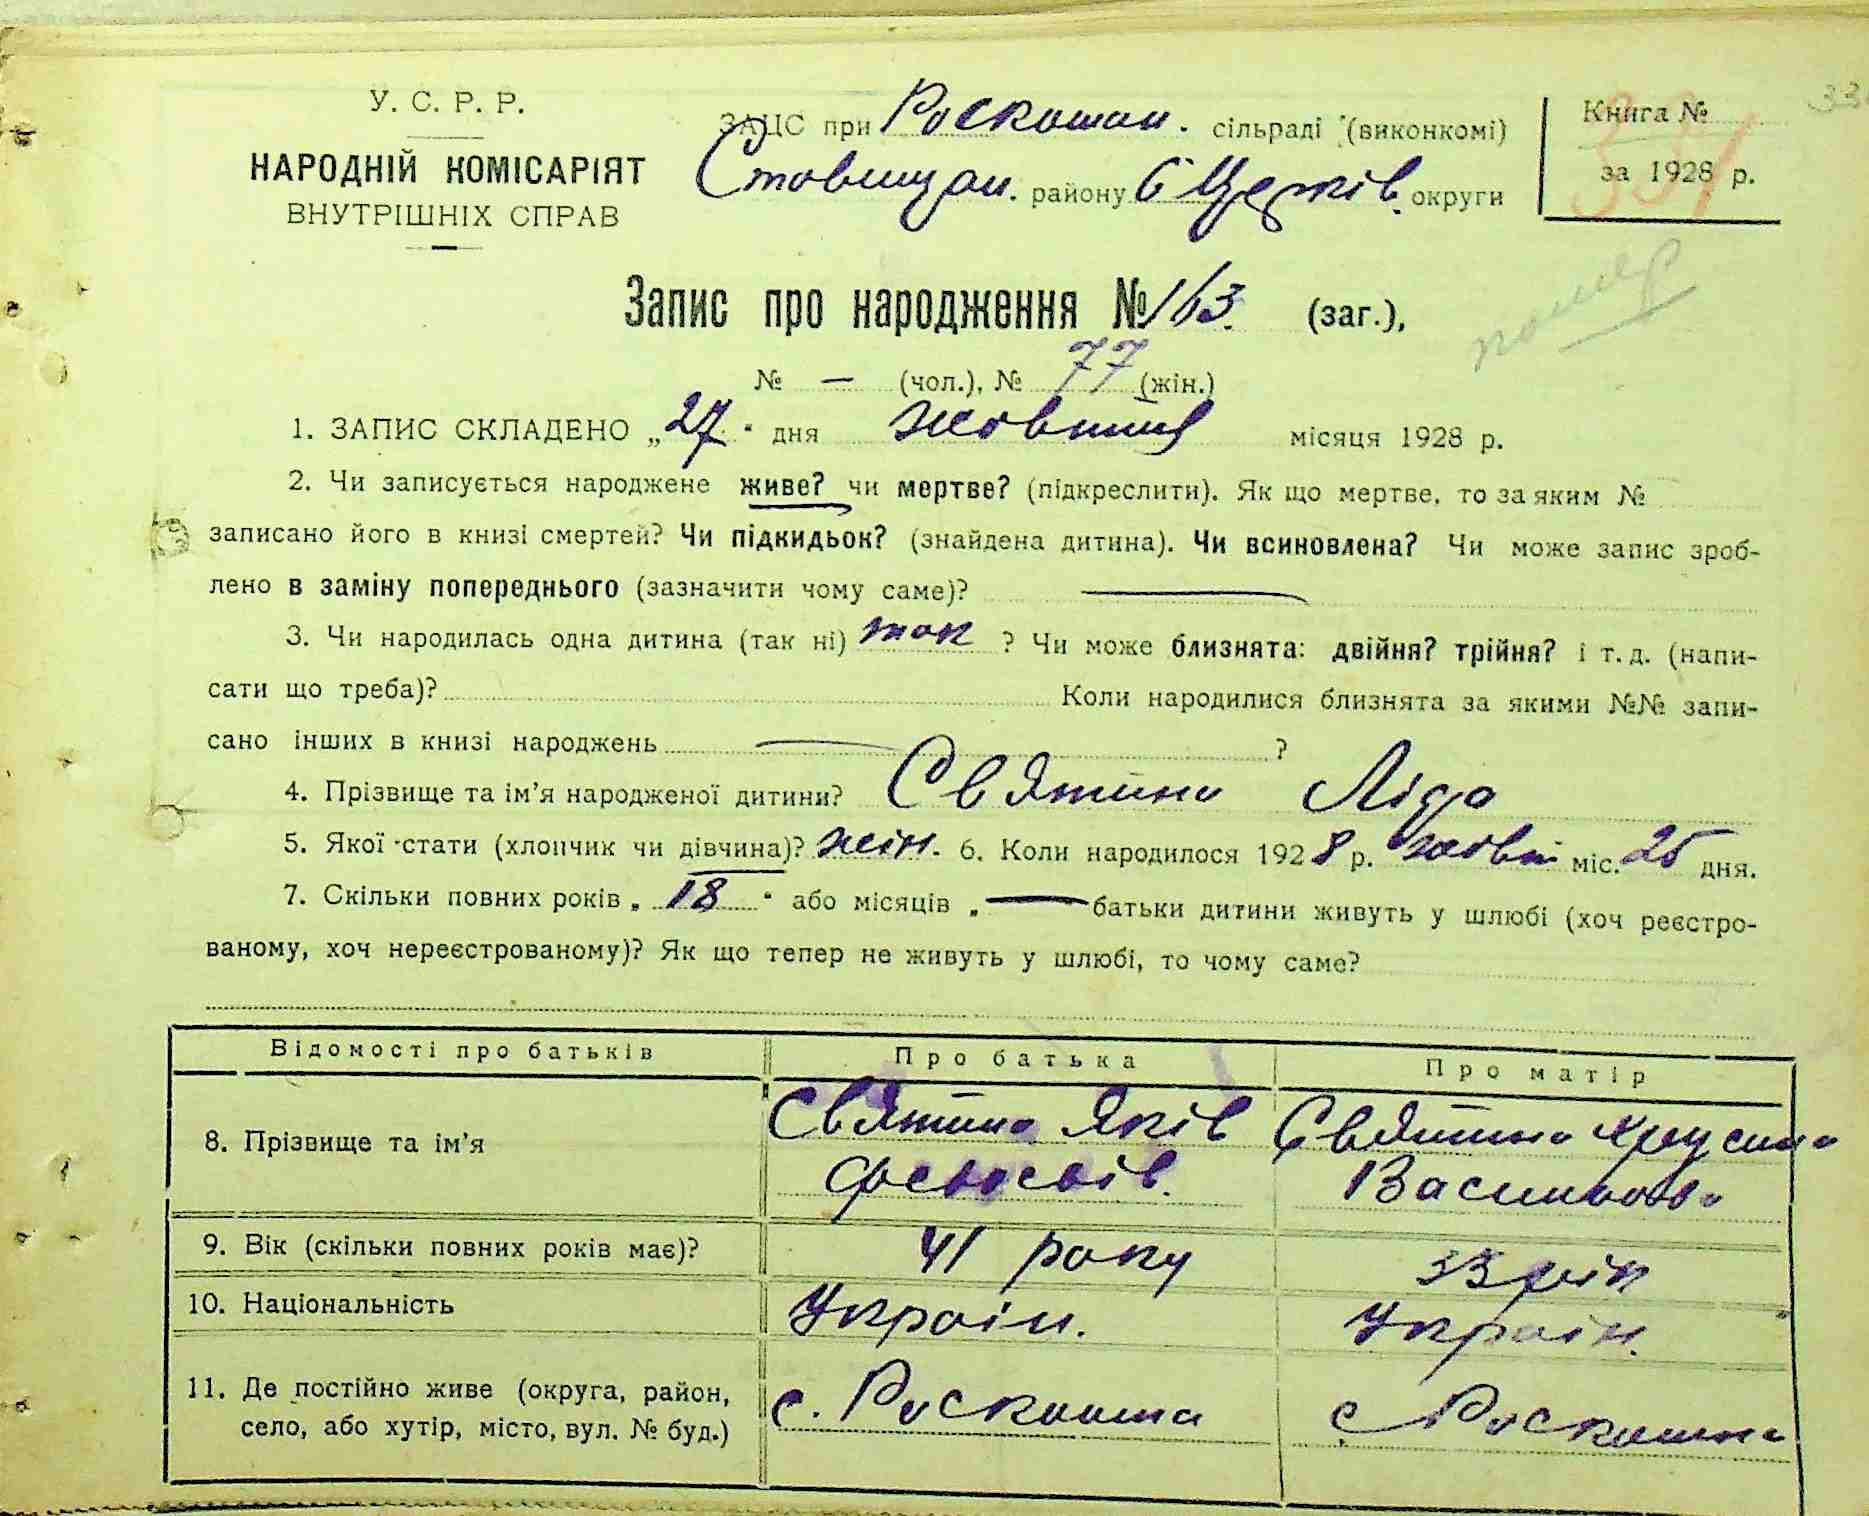 У. С. Р. Р.
НАРОДНІЙ КОМІСАРІЯТ
ВНУТРІШНІХ СПРАВ
ЗАЦС при Роскошан. сільраді (виконкомі)
Ставищан. району Б Церків. округи
Книга №
за 1928 р.
331
помер
Запис про народження № 163. (заг.),
№ — (чол.), № 77 (жін.)
1. ЗАПИС СКЛАДЕНО „27" дня жовтня місяця 1928 р.
2. Чи записується народжене живе? чи мертве? (підкреслити). Як що мертве, то за яким №
записано його в книзі смертей? Чи підкидьок? (знайдена дитина). Чи всиновлена? Чи може запис зроб-
лено в заміну попереднього (зазначити чому саме)? —
3. Чи народилась одна дитина (так ні) так ? Чи може близнята: двійня? трійня? і т. д. (напи-
сати що треба)? Коли народилися близнята за якими №№ запи-
сано інших в книзі народжень — ?
4. Прізвище та ім'я народженої дитини? Святина Ліда
5. Якої стати (хлопчик чи дівчина)? жін. 6. Коли народилося 1928 р. жовт міс. 25 дня.
7. Скільки повних років „18" або місяців „— батьки дитини живуть у шлюбі (хоч реєстро-
ваному, хоч нереєстрованому)? Як що тепер не живуть у шлюбі, то чому саме?
Відомості про батьків Про батька Про матір
8. Прізвище та ім'я
Святина Яків
Святина
Василівна
9. Вік (скільки повних років має)? 41 року 33 рік
10. Національність Україн. Україн.
11. Де постійно живе (округа, район,
село, або хутір, місто, вул. № буд.)
с. Роскошна
с Роскошна